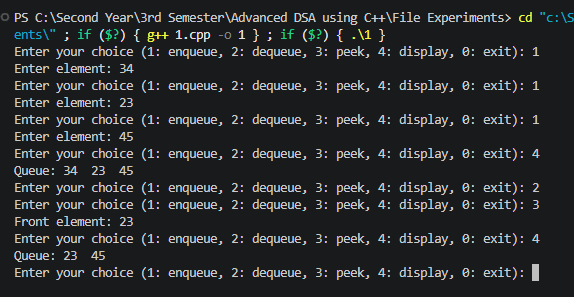 PS C:\Second Year\3rd Semester\Advanced DSA using C++\File Experiments> cd "c:\S
ents\" ; if ($?) { g++ 1.cpp -o 1 } ; if ($?) { .\1 }
Enter your choice (1: enqueue, 2: dequeue, 3: peek, 4: display, 0: exit): 1
Enter element: 34
Enter your choice (1: enqueue, 2: dequeue, 3: peek, 4: display, 0: exit): 1
Enter element: 23
Enter your choice (1: enqueue, 2: dequeue, 3: peek, 4: display, 0: exit): 1
Enter element: 45
Enter your choice (1: enqueue, 2: dequeue, 3: peek, 4: display, 0: exit): 4
Queue: 34  23  45
Enter your choice (1: enqueue, 2: dequeue, 3: peek, 4: display, 0: exit): 2
Enter your choice (1: enqueue, 2: dequeue, 3: peek, 4: display, 0: exit): 3
Front element: 23
Enter your choice (1: enqueue, 2: dequeue, 3: peek, 4: display, 0: exit): 4
Queue: 23  45
Enter your choice (1: enqueue, 2: dequeue, 3: peek, 4: display, 0: exit):